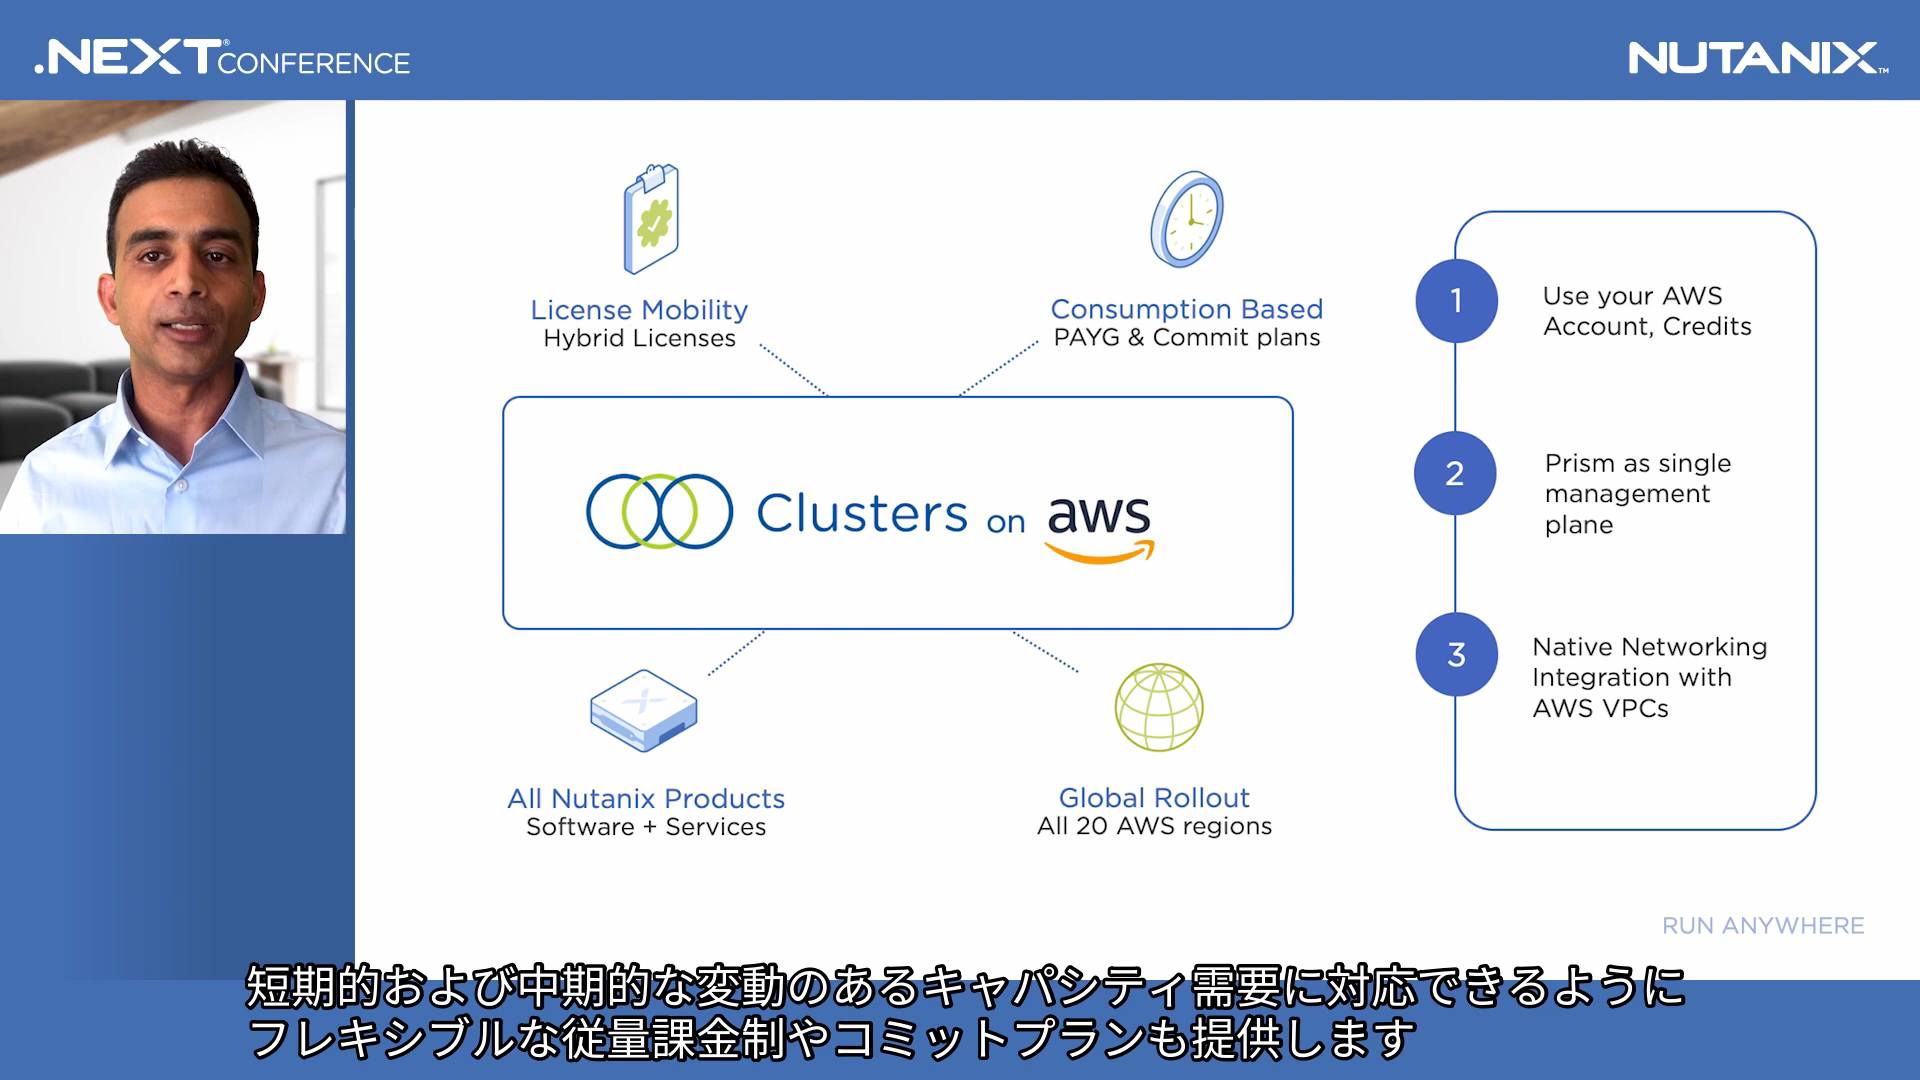 .NEXT® CONFERENCE
NUTANIX™
License Mobility
Hybrid Licenses
Consumption Based
PAYG & Commit plans
Clusters on aws
All Nutanix Products
Software + Services
Global Rollout
All 20 AWS regions
1
Use your AWS
Account, Credits
2
Prism as single
management
plane
3
Native Networking
Integration with
AWS VPCs
RUN ANYWHERE
短期的および中期的な変動のあるキャパシティ需要に対応できるように
フレキシブルな従量課金制やコミットプランも提供します